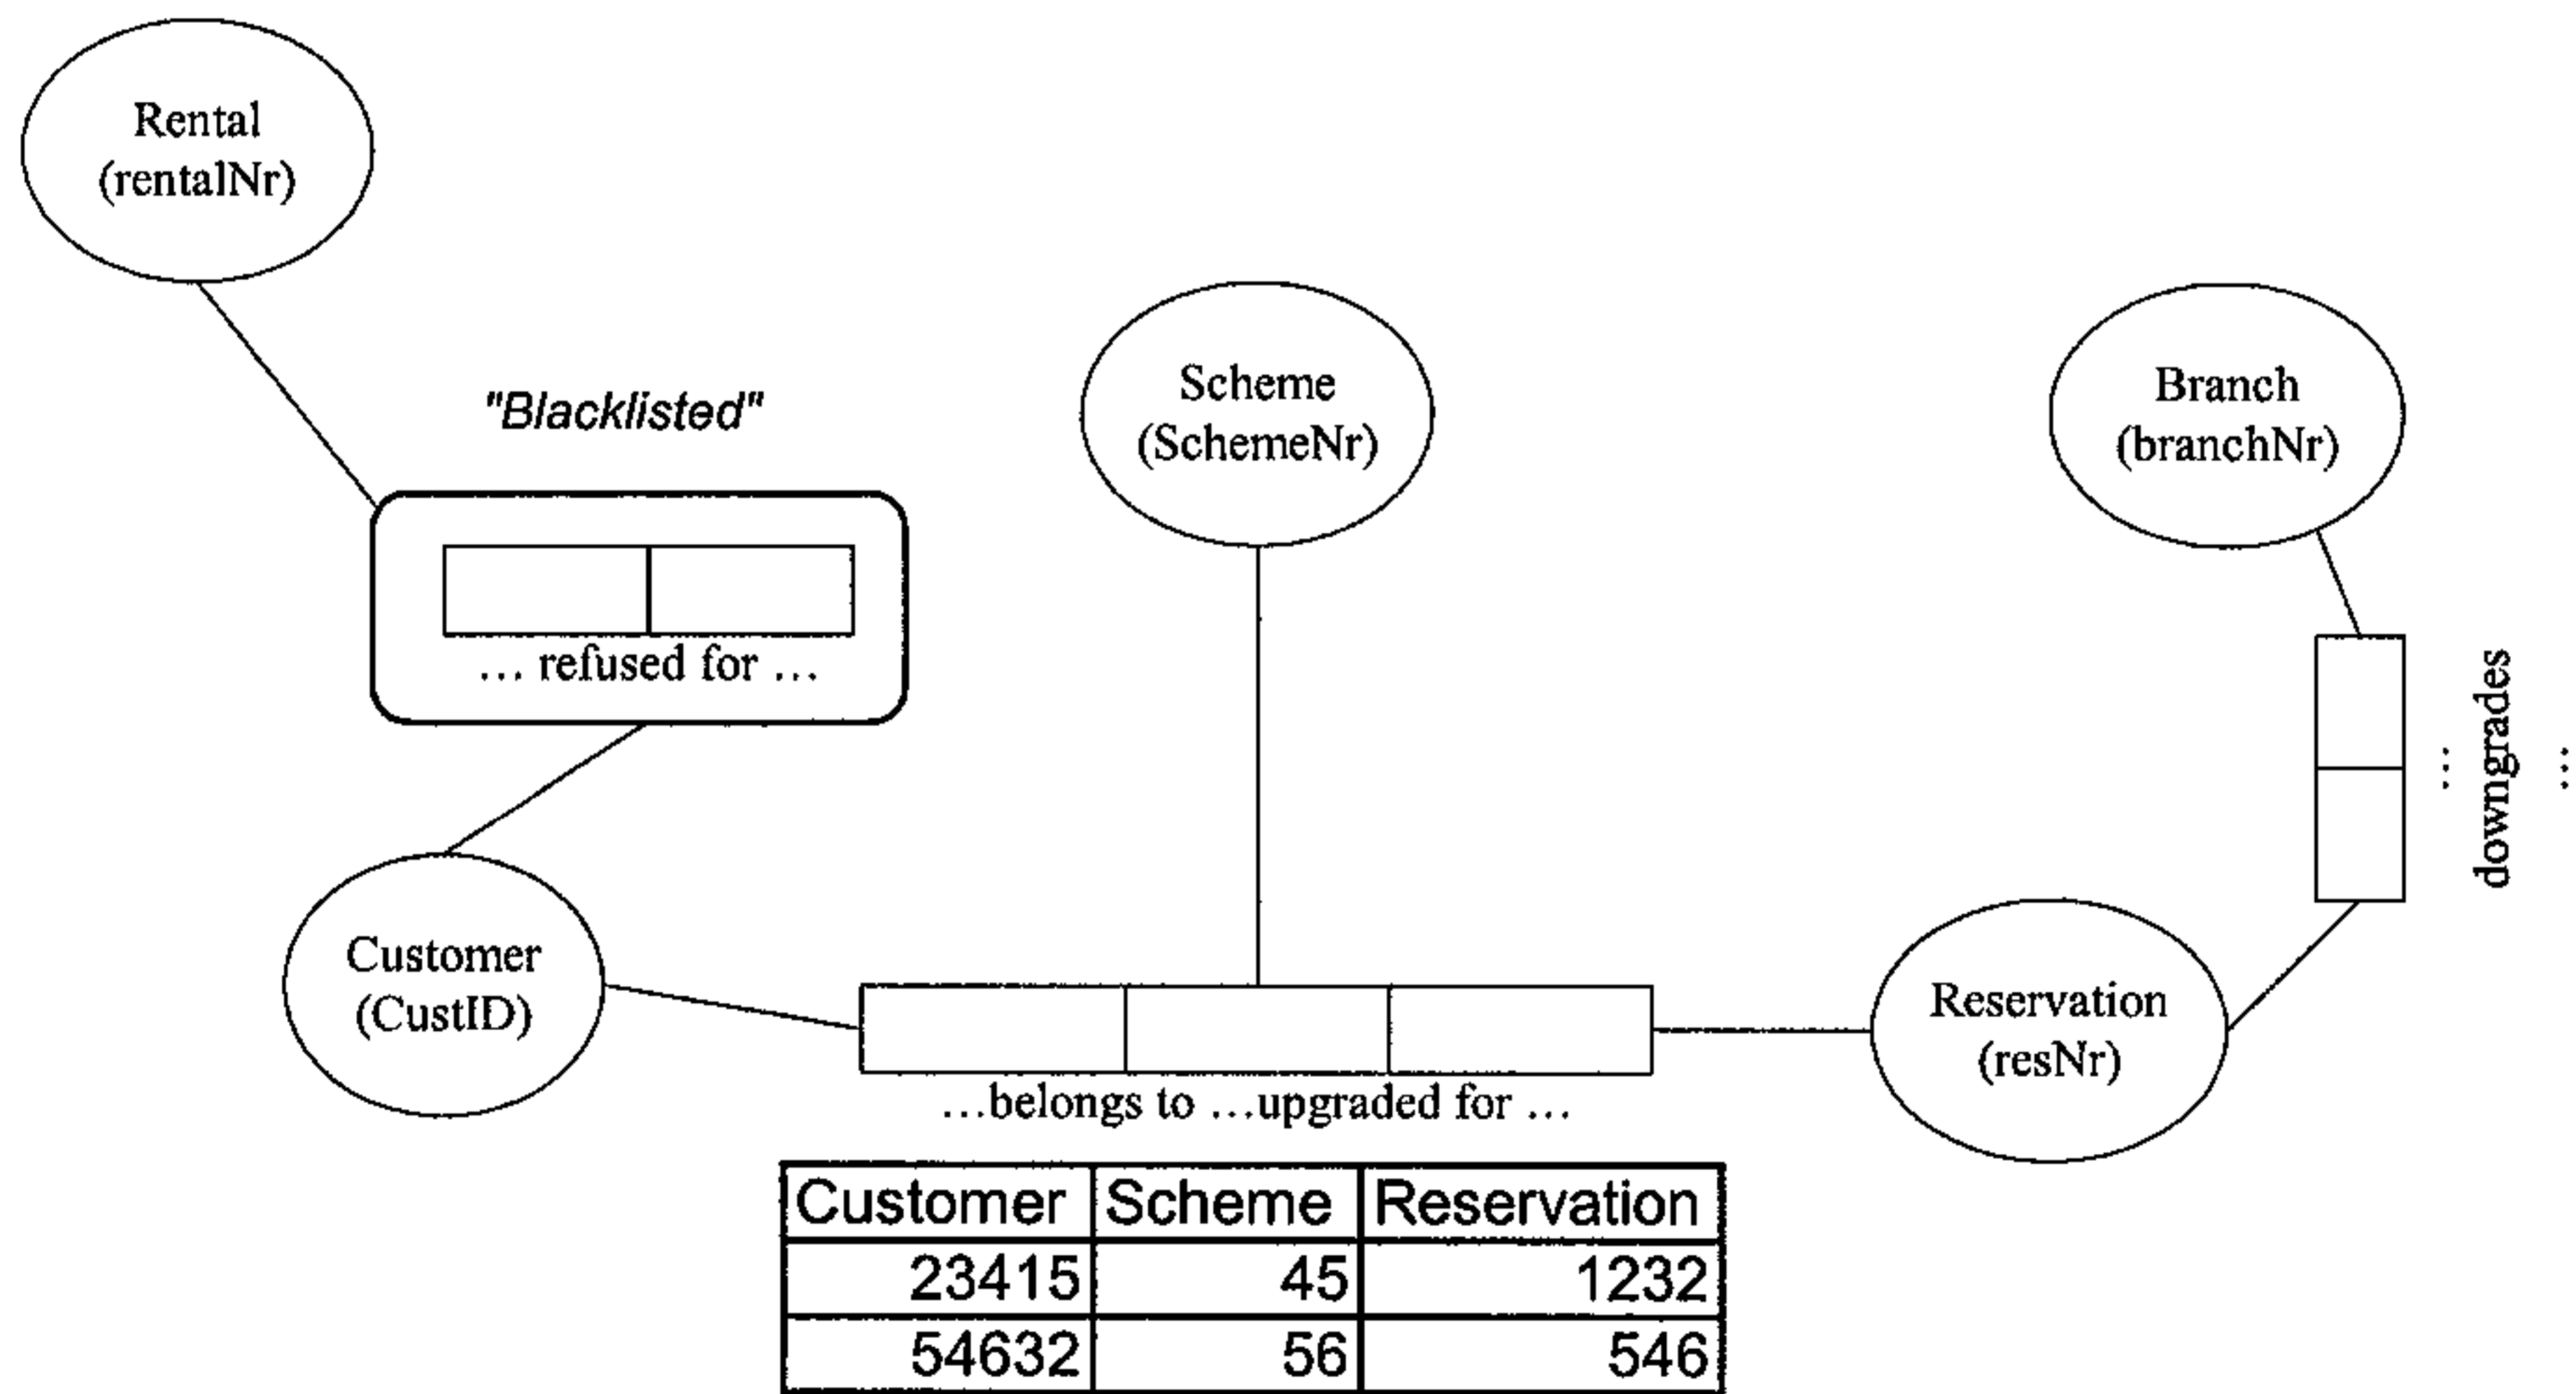 Rental
(rentalNr)
"Blacklisted"
Scheme
(SchemeNr)
Branch
(branchNr)
... refused for ...
... downgrades ...
Customer
(CustID)
Reservation
(resNr)
...belongs to ...upgraded for ...
Customer Scheme Reservation
23415 45 1232
54632 56 546